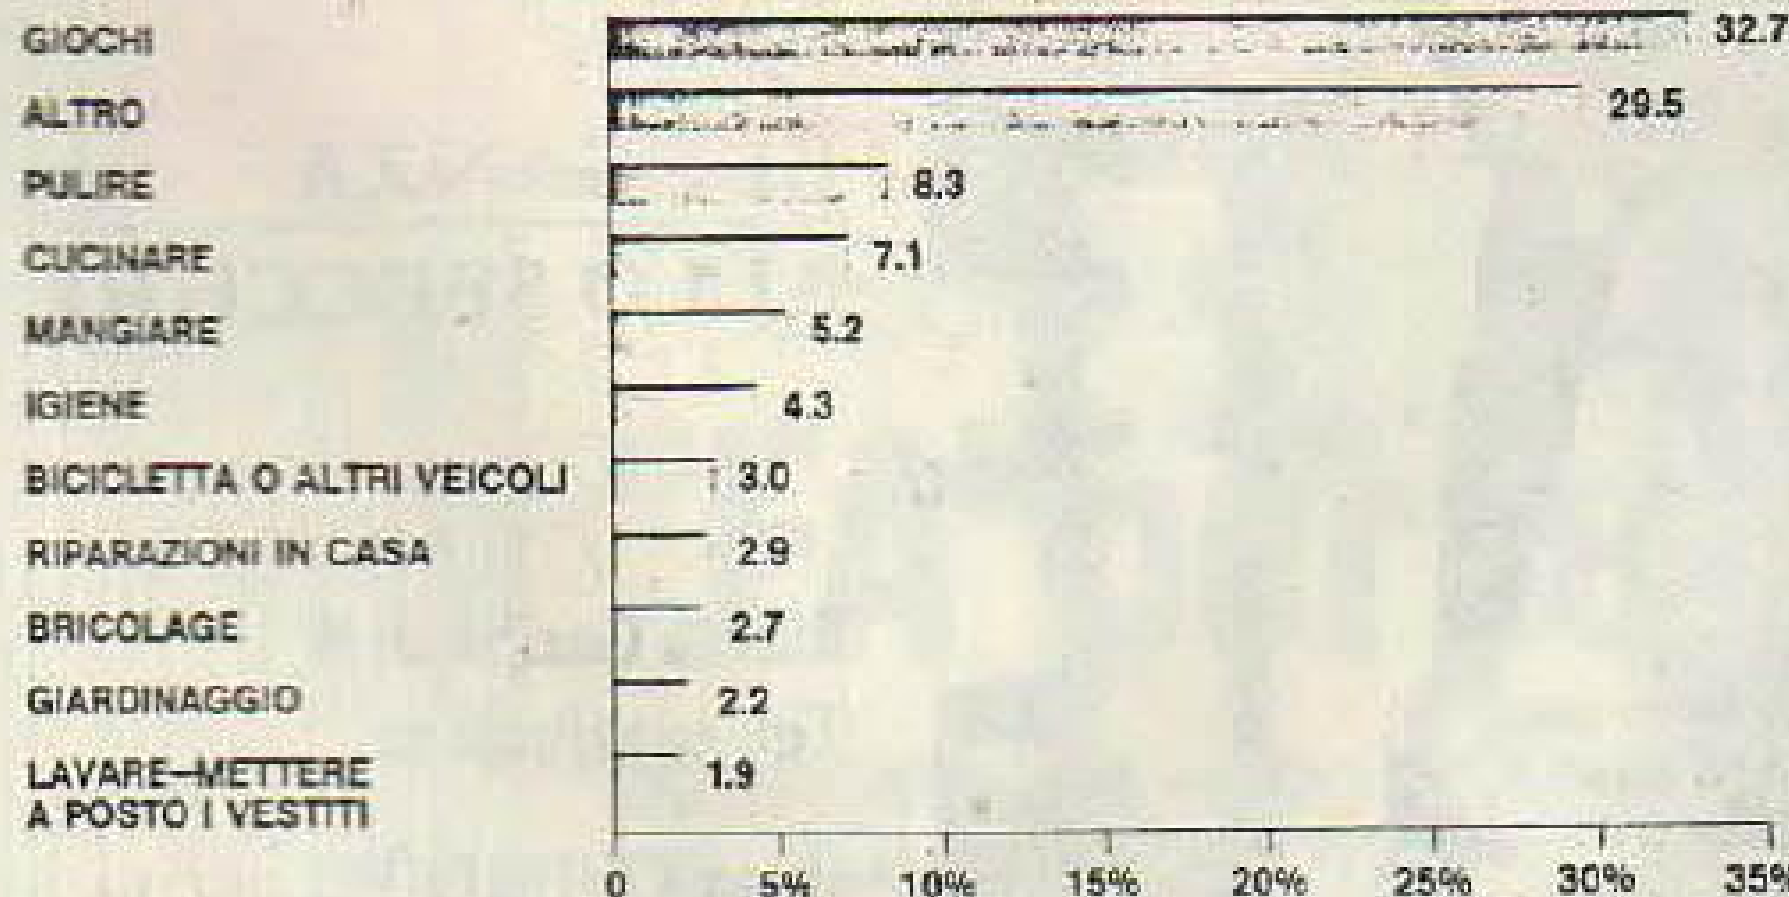 GIOCHI 32.7
ALTRO 29.5
PULIRE 8.3
CUCINARE 7.1
MANGIARE 5.2
IGIENE 4.3
BICICLETTA O ALTRI VEICOLI 3.0
RIPARAZIONI IN CASA 2.9
BRICOLAGE 2.7
GIARDINAGGIO 2.2
LAVARE—METTERE 1.9
A POSTO I VESTITI
0 5% 10% 15% 20% 25% 30% 35%